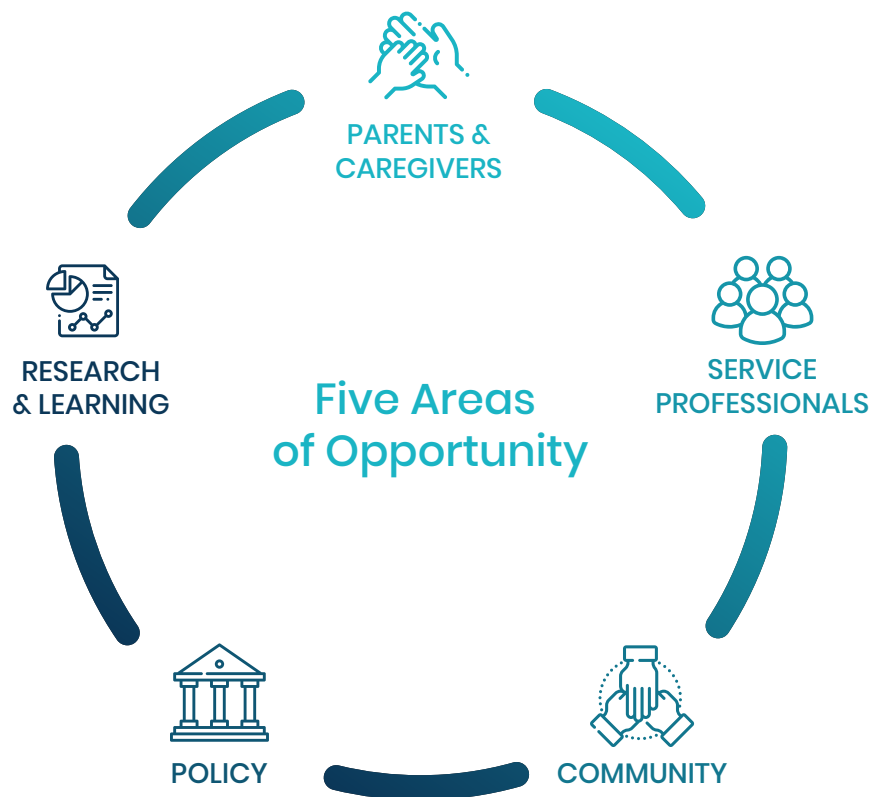 PARENTS &
CAREGIVERS
SERVICE
PROFESSIONALS
RESEARCH
& LEARNING
Five Areas
of Opportunity
POLICY
COMMUNITY